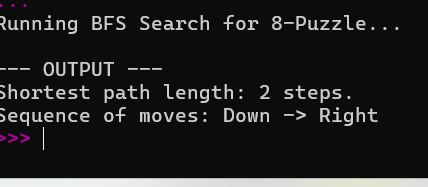 ...
Running BFS Search for 8-Puzzle...
--- OUTPUT ---
Shortest path length: 2 steps.
Sequence of moves: Down -> Right
>>>